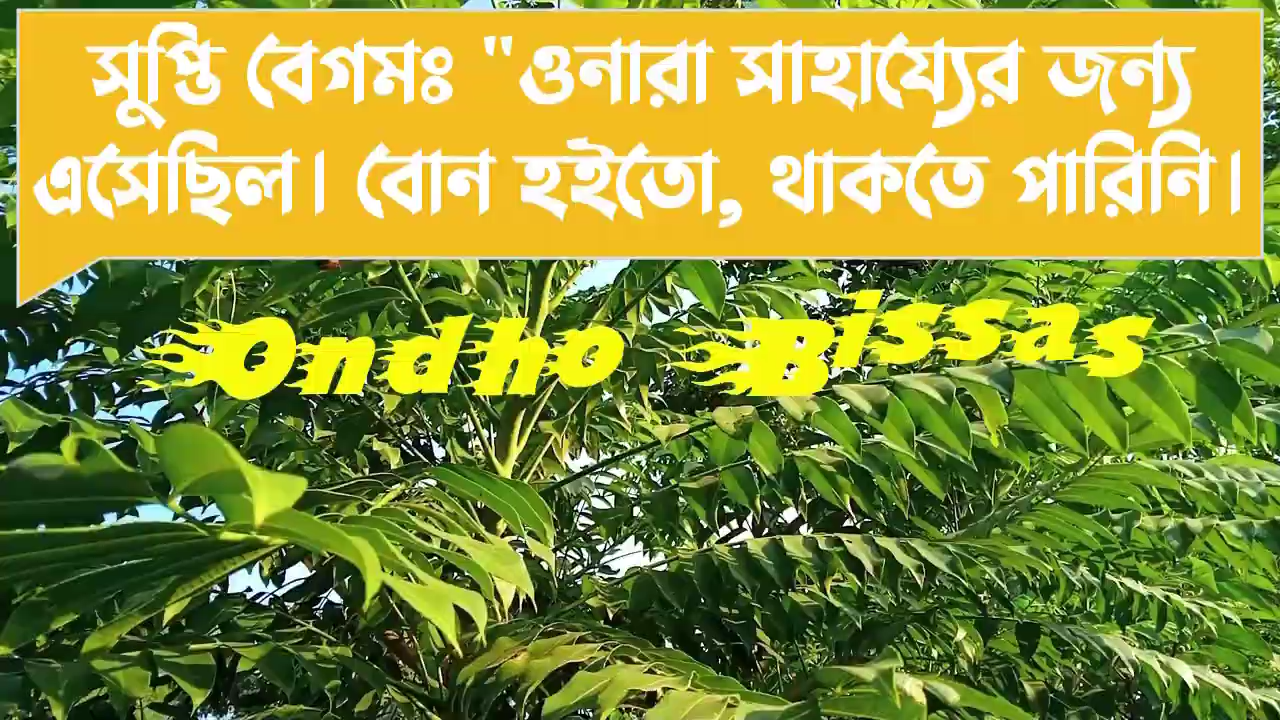 সুপ্তি বেগমঃ "ওনারা সাহায্যের জন্য
এসেছিল। বোন হইতো, থাকতে পারিনি।
Ondho Bissas